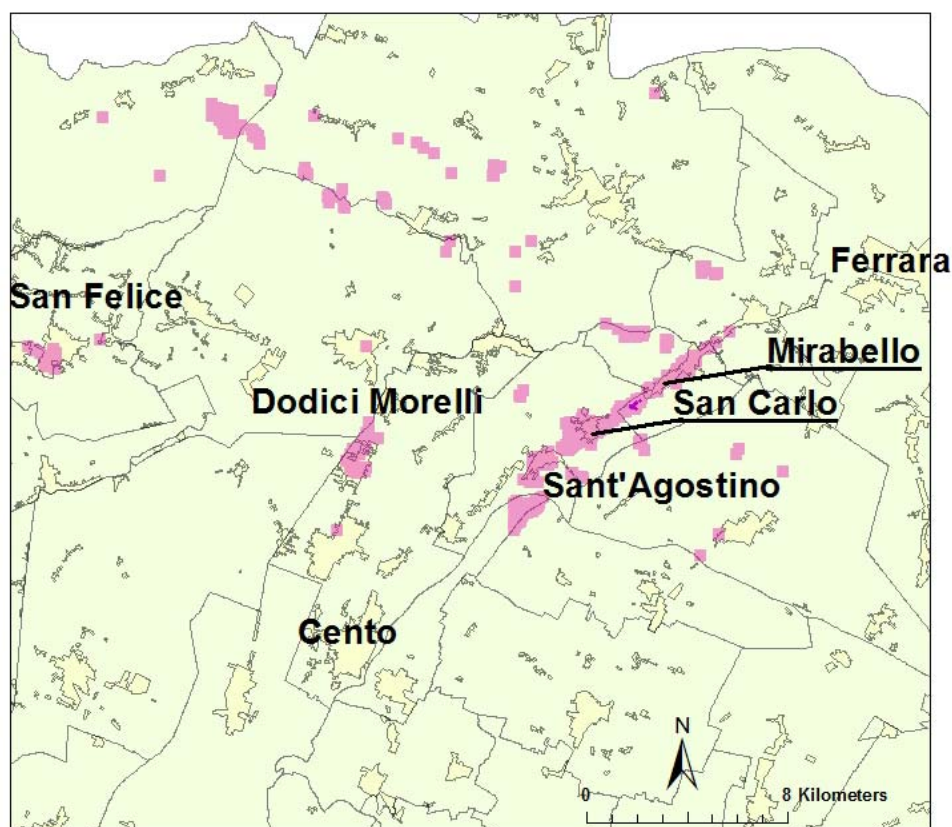 Ferrara
San Felice
Mirabello
Dodici Morelli
San Carlo
Sant'Agostino
Cento
N
0 8 Kilometers